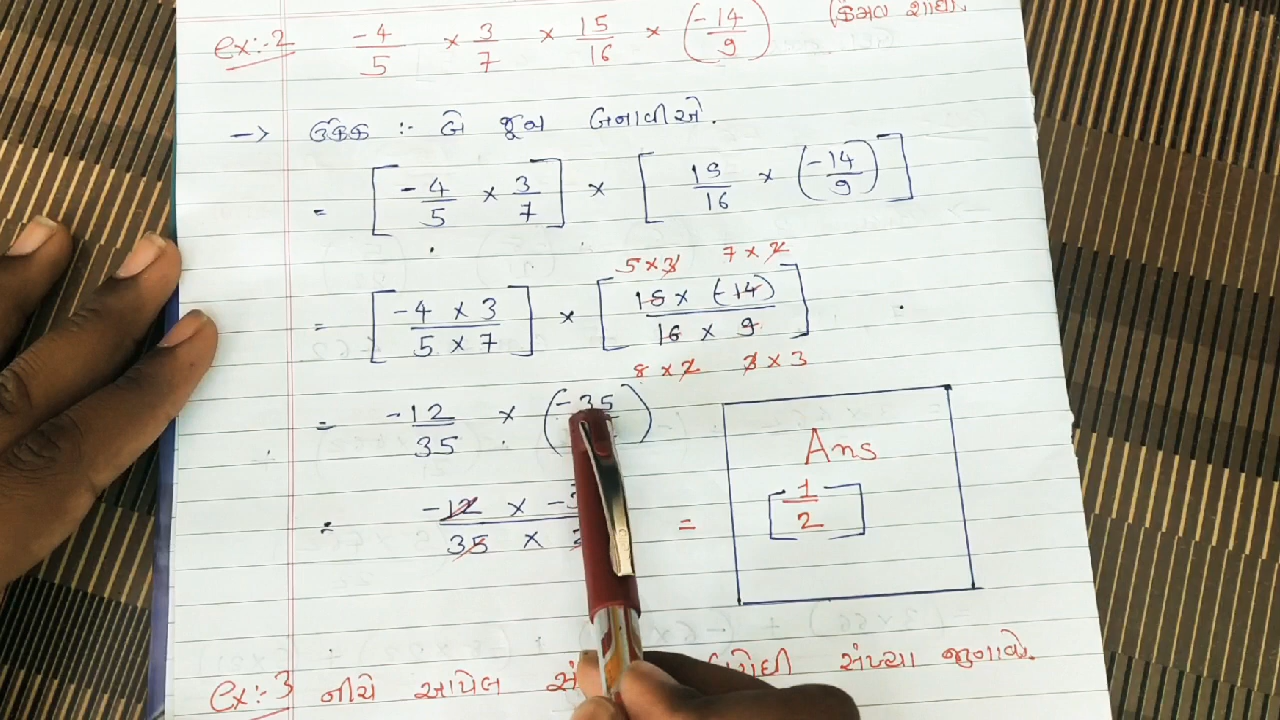 ex:-2 -4/5 × 3/7 × 15/16 × (-14/9) (કિંમત શોધો.
→ ઉકેલ :- બે જૂથ બનાવીએ.
= [-4/5 × 3/7] × [15/16 × (-14/9)]
5 × 3 7 × 2
= [-4 × 3 / 5 × 7] × [15 × (-14) / 16 × 9]
8 × 2 3 × 3
= -12/35 × (-35
Ans
= -12 × -3 / 35 × 2 = [1/2]
ex:-3 નીચે આપેલ સંખ્યા જણાવો.